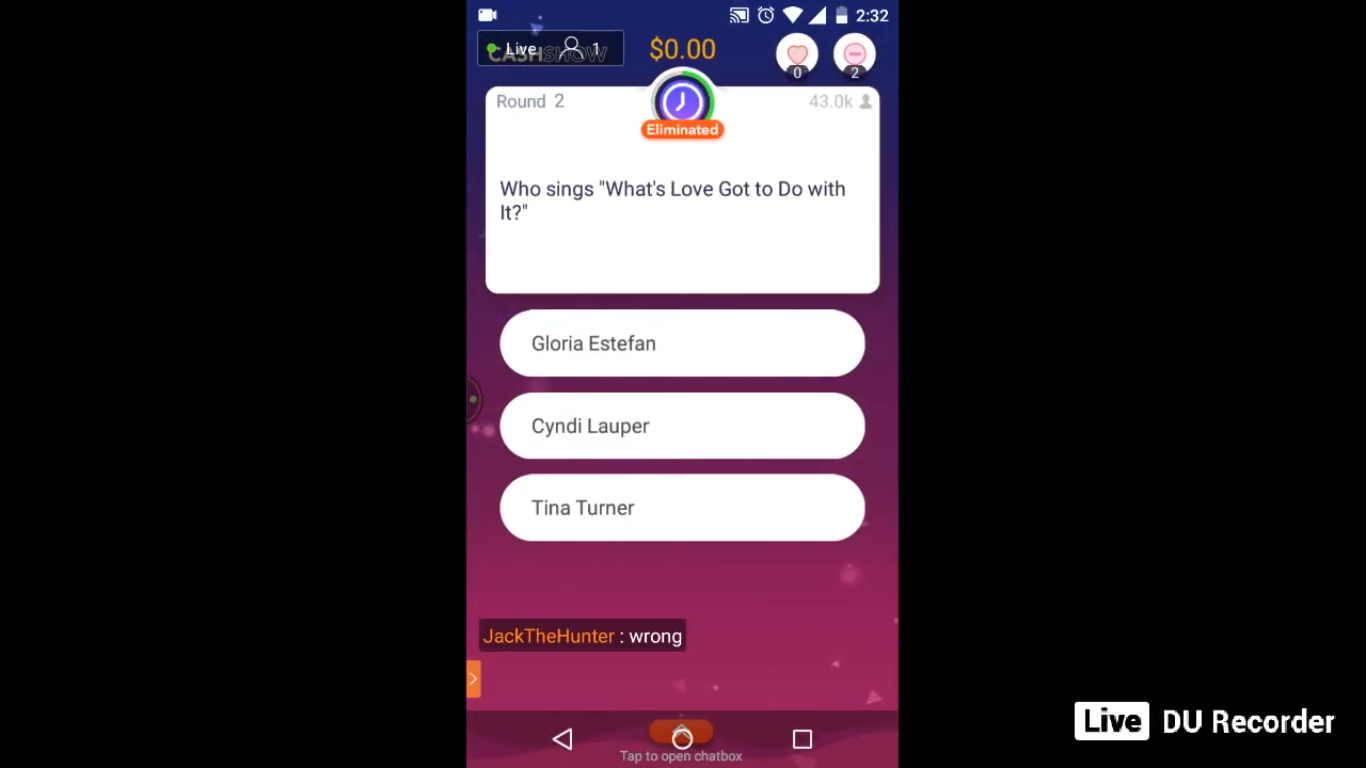 2:32
Live 1
CASHSHOW
$0.00
0
2
Round 2
43.0k
Eliminated
Who sings "What's Love Got to Do with
It?"
Gloria Estefan
Cyndi Lauper
Tina Turner
JackTheHunter : wrong
Tap to open chatbox
Live DU Recorder